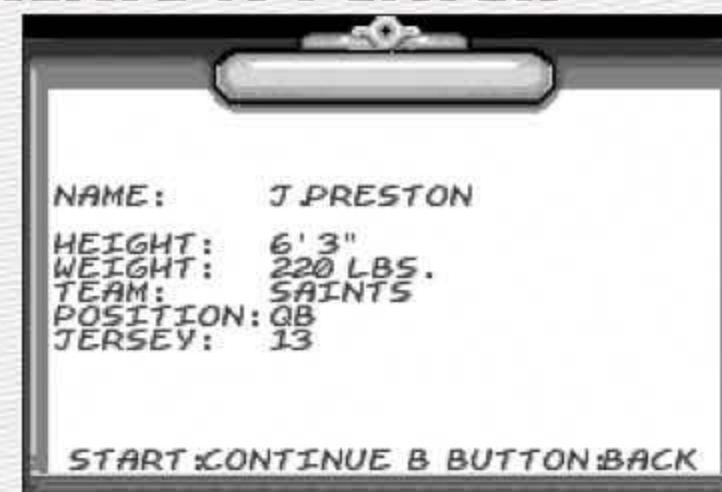 NAME: J.PRESTON
HEIGHT: 6'3"
WEIGHT: 220 LBS.
TEAM: SAINTS
POSITION: QB
JERSEY: 13
START:CONTINUE B BUTTON:BACK